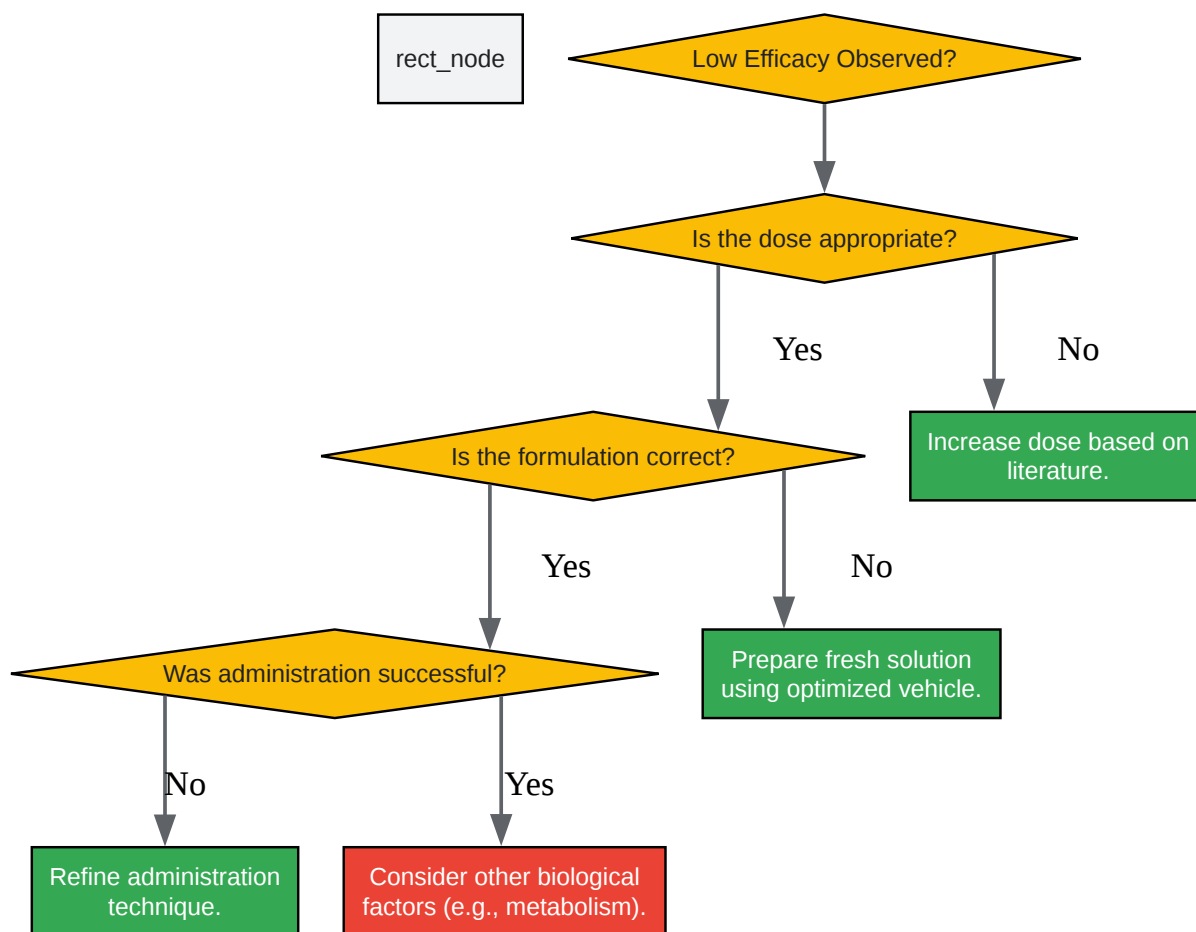 rect_node
Low Efficacy Observed?
Is the dose appropriate?
Yes
No
Increase dose based on
literature.
Is the formulation correct?
Yes
No
Prepare fresh solution
using optimized vehicle.
Was administration successful?
No
Yes
Refine administration
technique.
Consider other biological
factors (e.g., metabolism).